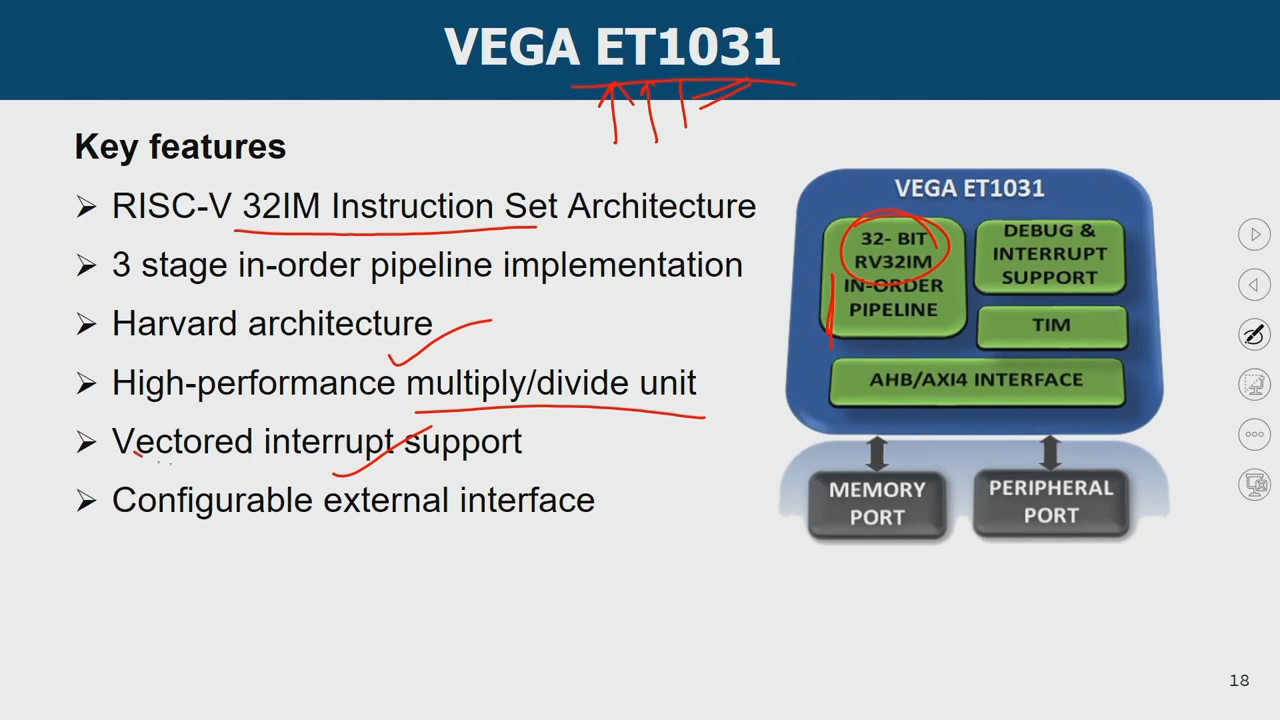 VEGA ET1031
Key features
➢ RISC-V 32IM Instruction Set Architecture
➢ 3 stage in-order pipeline implementation
➢ Harvard architecture
➢ High-performance multiply/divide unit
➢ Vectored interrupt support
➢ Configurable external interface
VEGA ET1031
32- BIT
RV32IM
IN-ORDER
PIPELINE
DEBUG &
INTERRUPT
SUPPORT
TIM
AHB/AXI4 INTERFACE
MEMORY
PORT
PERIPHERAL
PORT
18